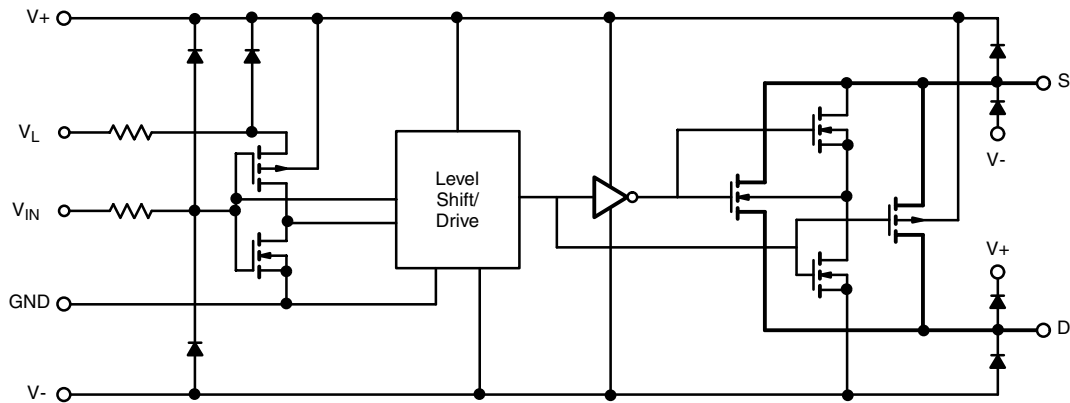 V+
S
VL
V-
Level
Shift/
Drive
VIN
V+
GND
D
V-